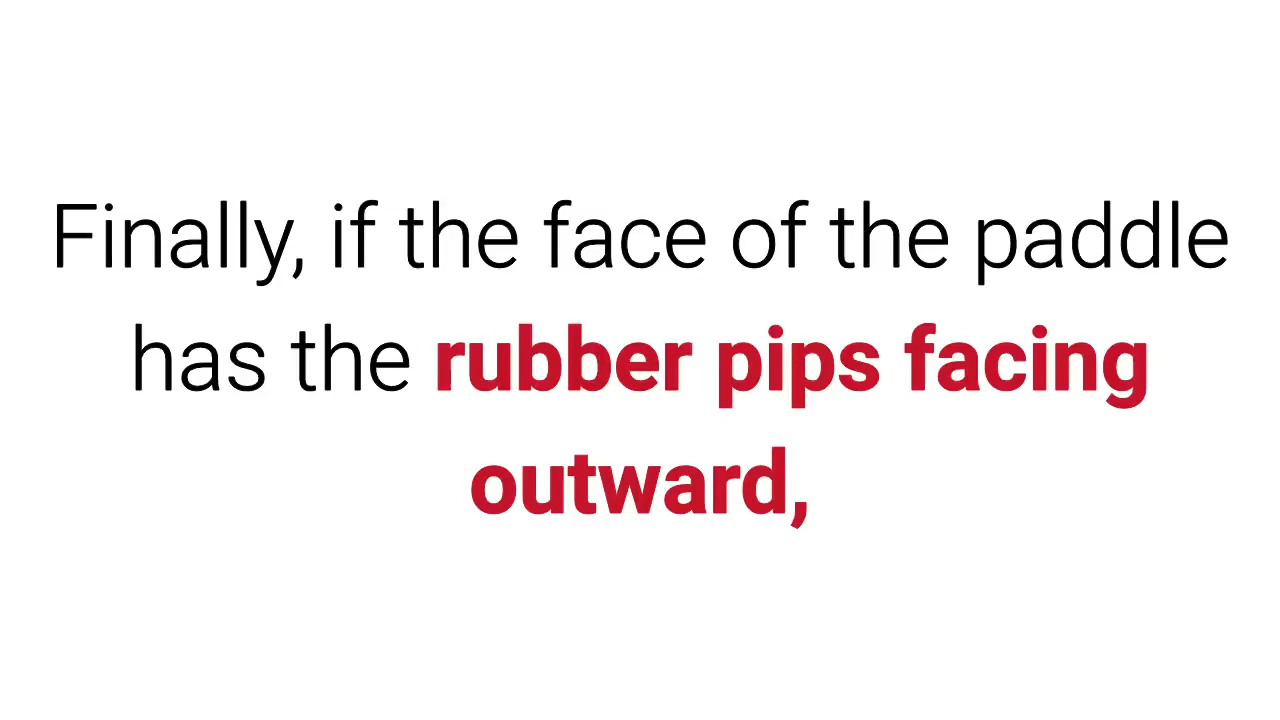 Finally, if the face of the paddle
has the rubber pips facing
outward,